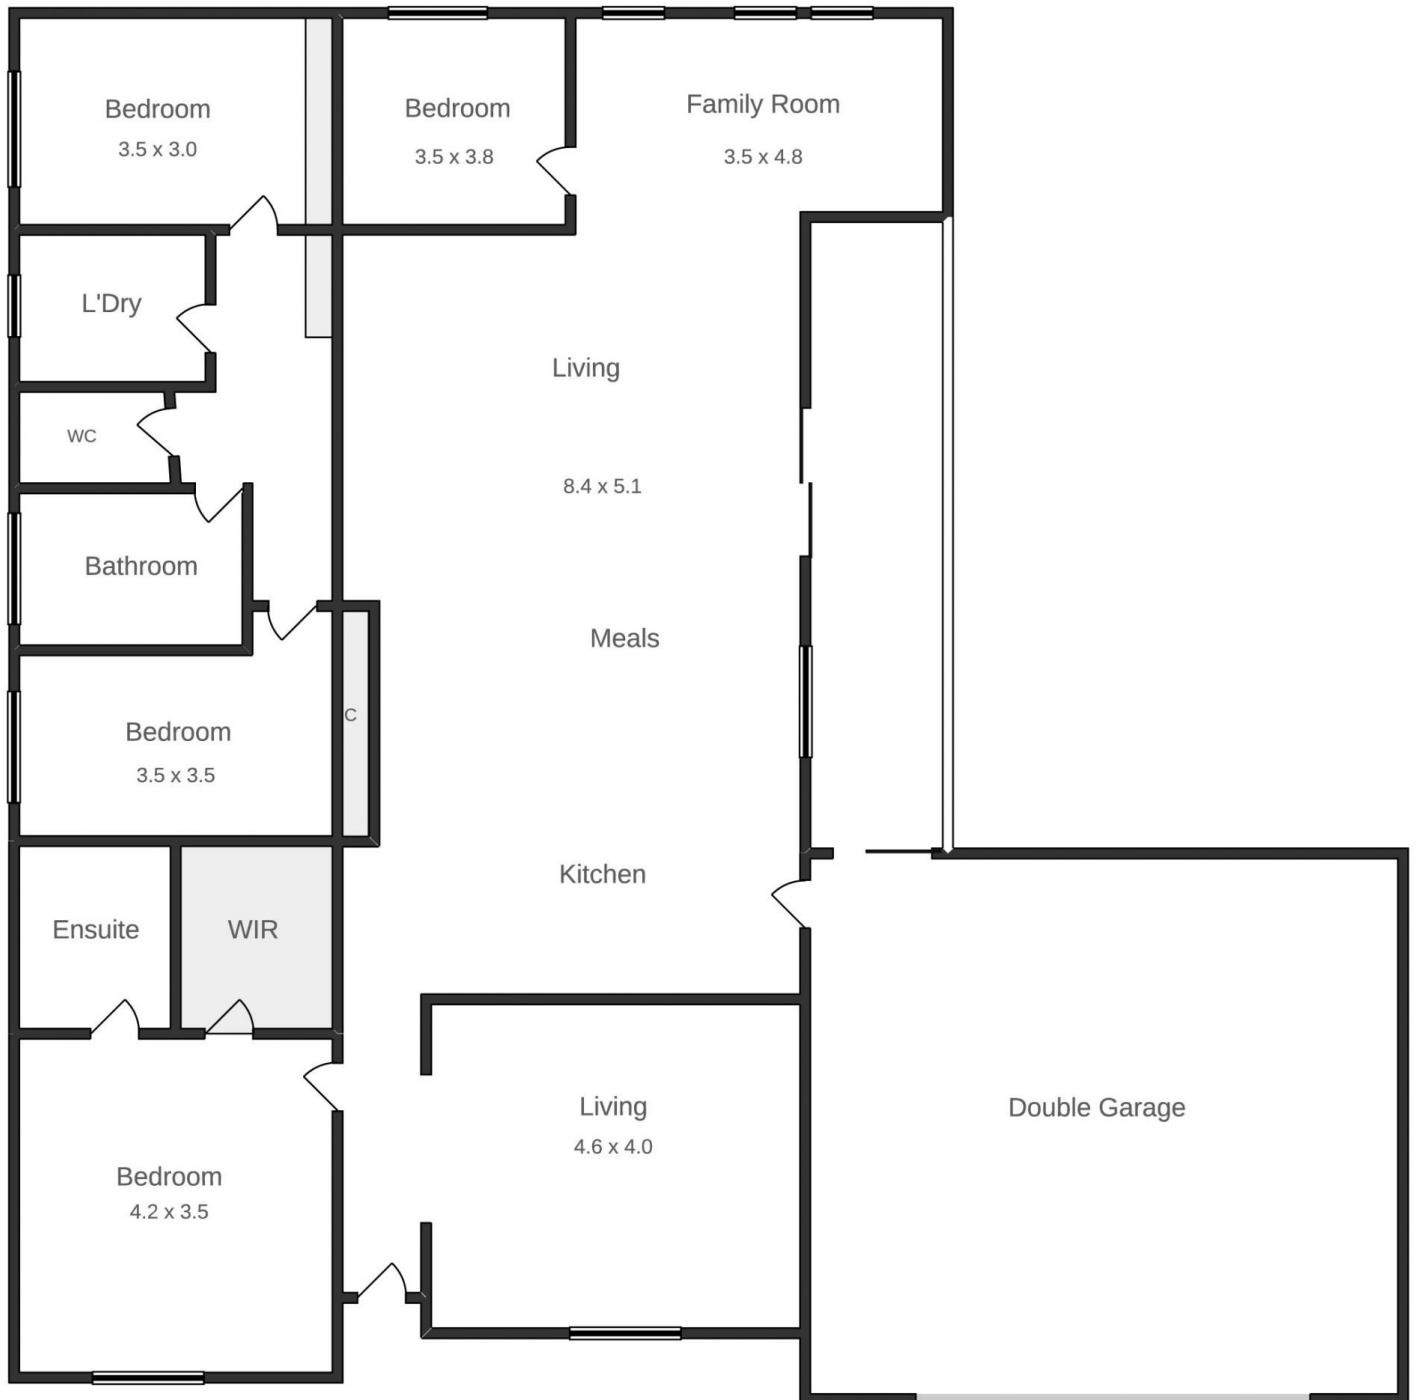 Bedroom
3.5 x 3.0
Bedroom
3.5 x 3.8
Family Room
3.5 x 4.8
L'Dry
Living
WC
8.4 x 5.1
Bathroom
Meals
C
Bedroom
3.5 x 3.5
Kitchen
Ensuite
WIR
Living
4.6 x 4.0
Double Garage
Bedroom
4.2 x 3.5